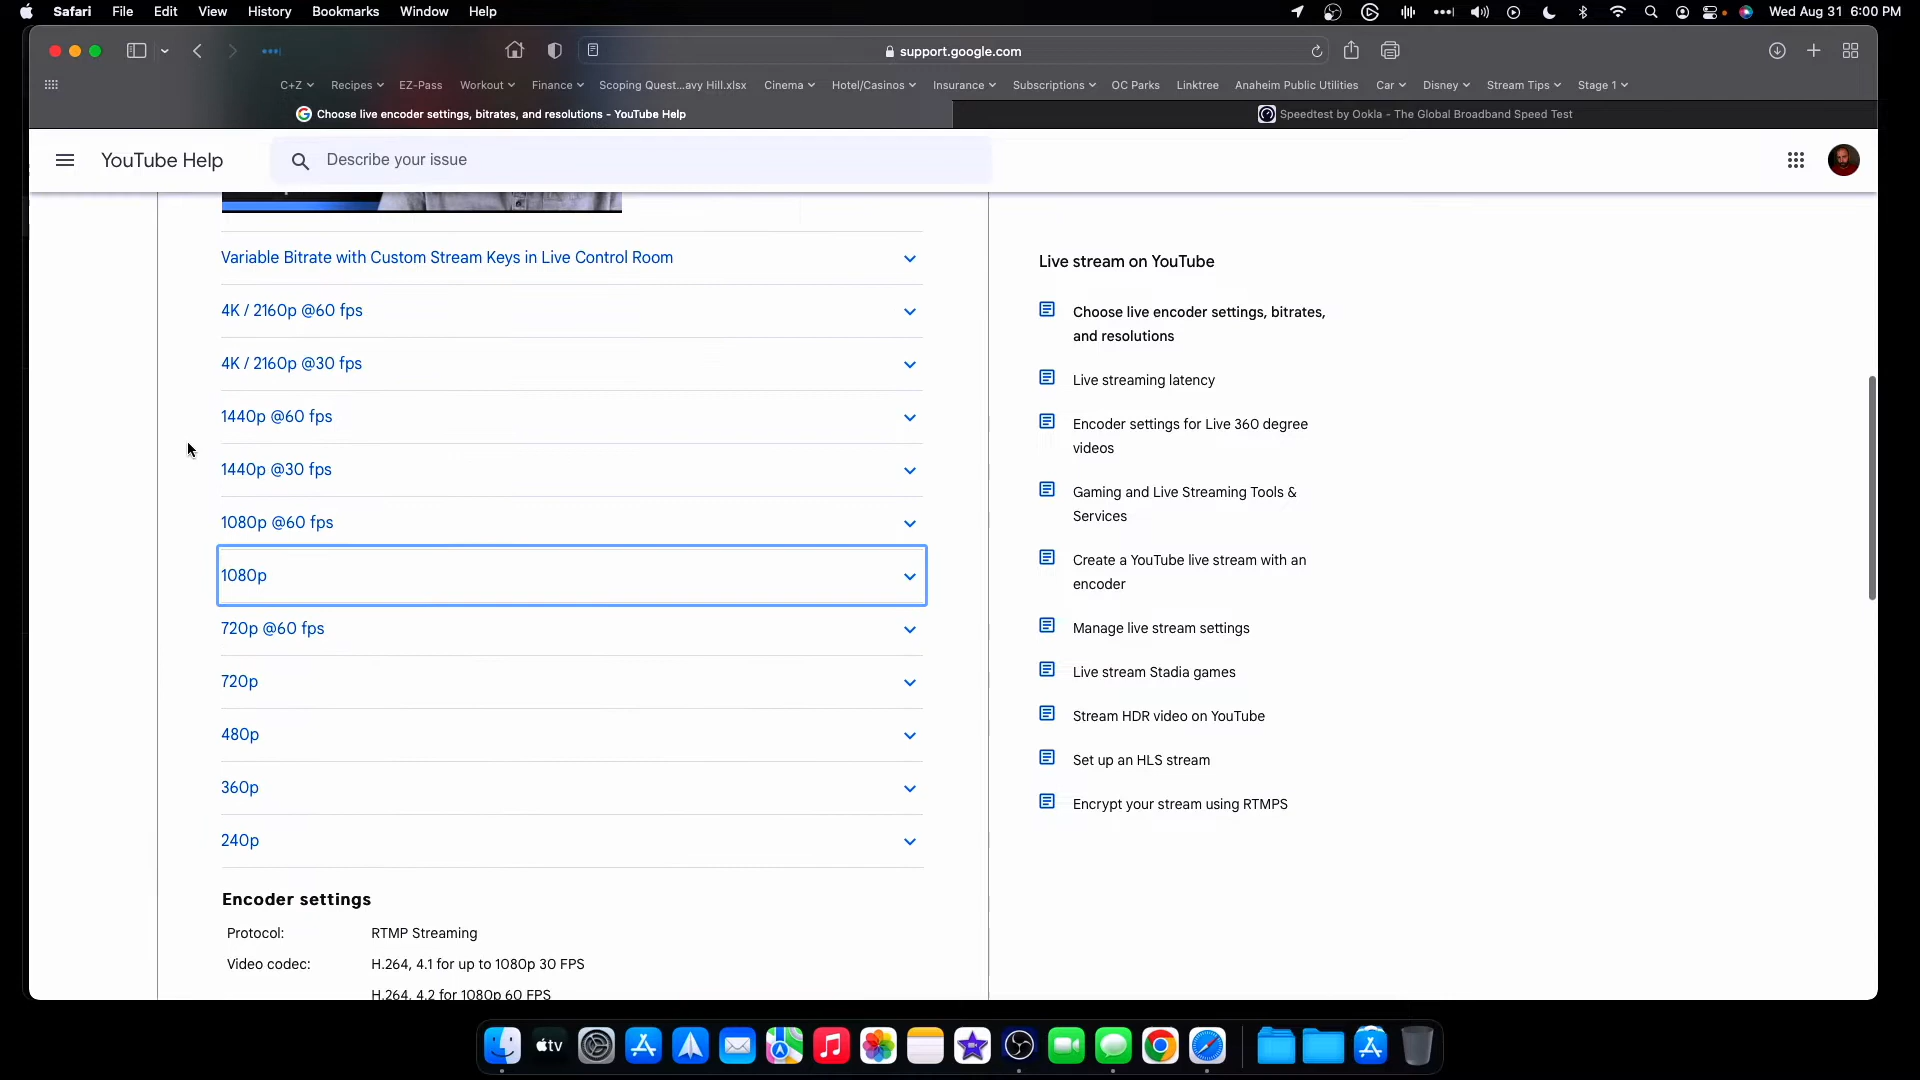 Safari File Edit View History Bookmarks Window Help Wed Aug 31 6:00 PM
support.google.com
C+Z Recipes EZ-Pass Workout Finance Scoping Quest...avy Hill.xlsx Cinema Hotel/Casinos Insurance Subscriptions OC Parks Linktree Anaheim Public Utilities Car Disney Stream Tips Stage 1
Choose live encoder settings, bitrates, and resolutions - YouTube Help Speedtest by Ookla - The Global Broadband Speed Test
YouTube Help Describe your issue
Variable Bitrate with Custom Stream Keys in Live Control Room
4K / 2160p @60 fps
4K / 2160p @30 fps
1440p @60 fps
1440p @30 fps
1080p @60 fps
1080p
720p @60 fps
720p
480p
360p
240p
Encoder settings
Protocol: RTMP Streaming
Video codec: H.264, 4.1 for up to 1080p 30 FPS
H.264, 4.2 for 1080p 60 FPS
Live stream on YouTube
Choose live encoder settings, bitrates,
and resolutions
Live streaming latency
Encoder settings for Live 360 degree
videos
Gaming and Live Streaming Tools &
Services
Create a YouTube live stream with an
encoder
Manage live stream settings
Live stream Stadia games
Stream HDR video on YouTube
Set up an HLS stream
Encrypt your stream using RTMPS
tv